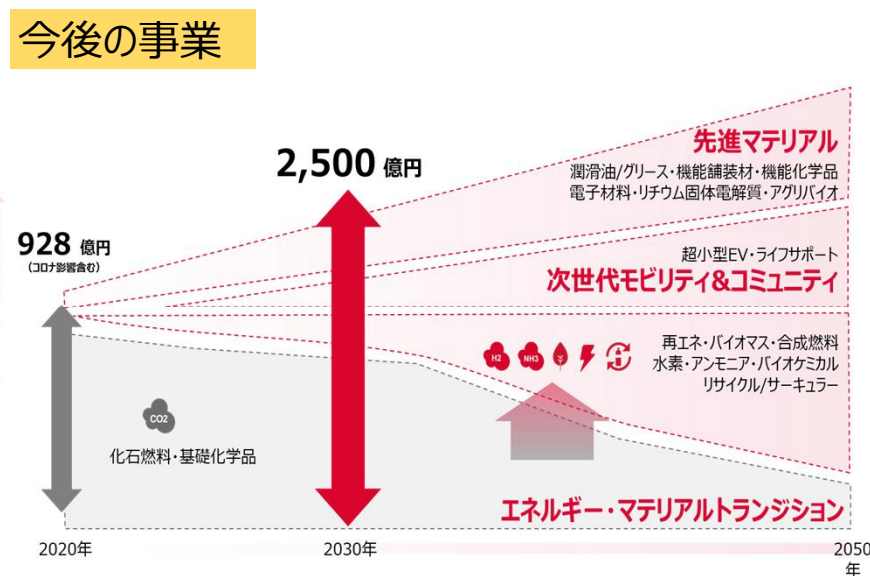 今後の事業
先進マテリアル
潤滑油/グリース・機能舗装材・機能化学品
電子材料・リチウム固体電解質・アグリバイオ
2,500 億円
928 億円
(コロナ影響含む)
超小型EV・ライフサポート
次世代モビリティ&コミュニティ
再エネ・バイオマス・合成燃料
水素・アンモニア・バイオケミカル
リサイクル/サーキュラー
H2
NH3
CO2
化石燃料・基礎化学品
エネルギー・マテリアルトランジション
2020年
2030年
2050
年